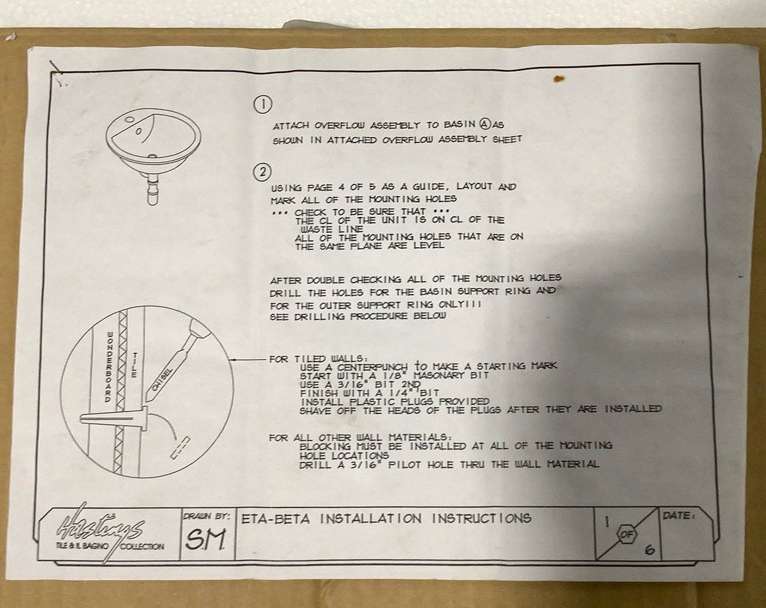 1
ATTACH OVERFLOW ASSEMBLY TO BASIN A AS
SHOWN IN ATTACHED OVERFLOW ASSEMBLY SHEET
2
USING PAGE 4 OF 5 AS A GUIDE, LAYOUT AND
MARK ALL OF THE MOUNTING HOLES
*** CHECK TO BE SURE THAT ***
THE CL OF THE UNIT IS ON CL OF THE
WASTE LINE
ALL OF THE MOUNTING HOLES THAT ARE ON
THE SAME PLANE ARE LEVEL
AFTER DOUBLE CHECKING ALL OF THE MOUNTING HOLES
DRILL THE HOLES FOR THE BASIN SUPPORT RING AND
FOR THE OUTER SUPPORT RING ONLY!!!
SEE DRILLING PROCEDURE BELOW
WONDERBOARD
TILE
CHISEL
FOR TILED WALLS:
USE A CENTERPUNCH TO MAKE A STARTING MARK
START WITH A 1/8" MASONARY BIT
USE A 3/16" BIT 2ND
FINISH WITH A 1/4" BIT
INSTALL PLASTIC PLUGS PROVIDED
SHAVE OFF THE HEADS OF THE PLUGS AFTER THEY ARE INSTALLED
FOR ALL OTHER WALL MATERIALS:
BLOCKING MUST BE INSTALLED AT ALL OF THE MOUNTING
HOLE LOCATIONS
DRILL A 3/16" PILOT HOLE THRU THE WALL MATERIAL
Hastings
TILE & IL BAGNO COLLECTION
DRAWN BY:
SM
ETA-BETA INSTALLATION INSTRUCTIONS
1 OF 6
DATE: